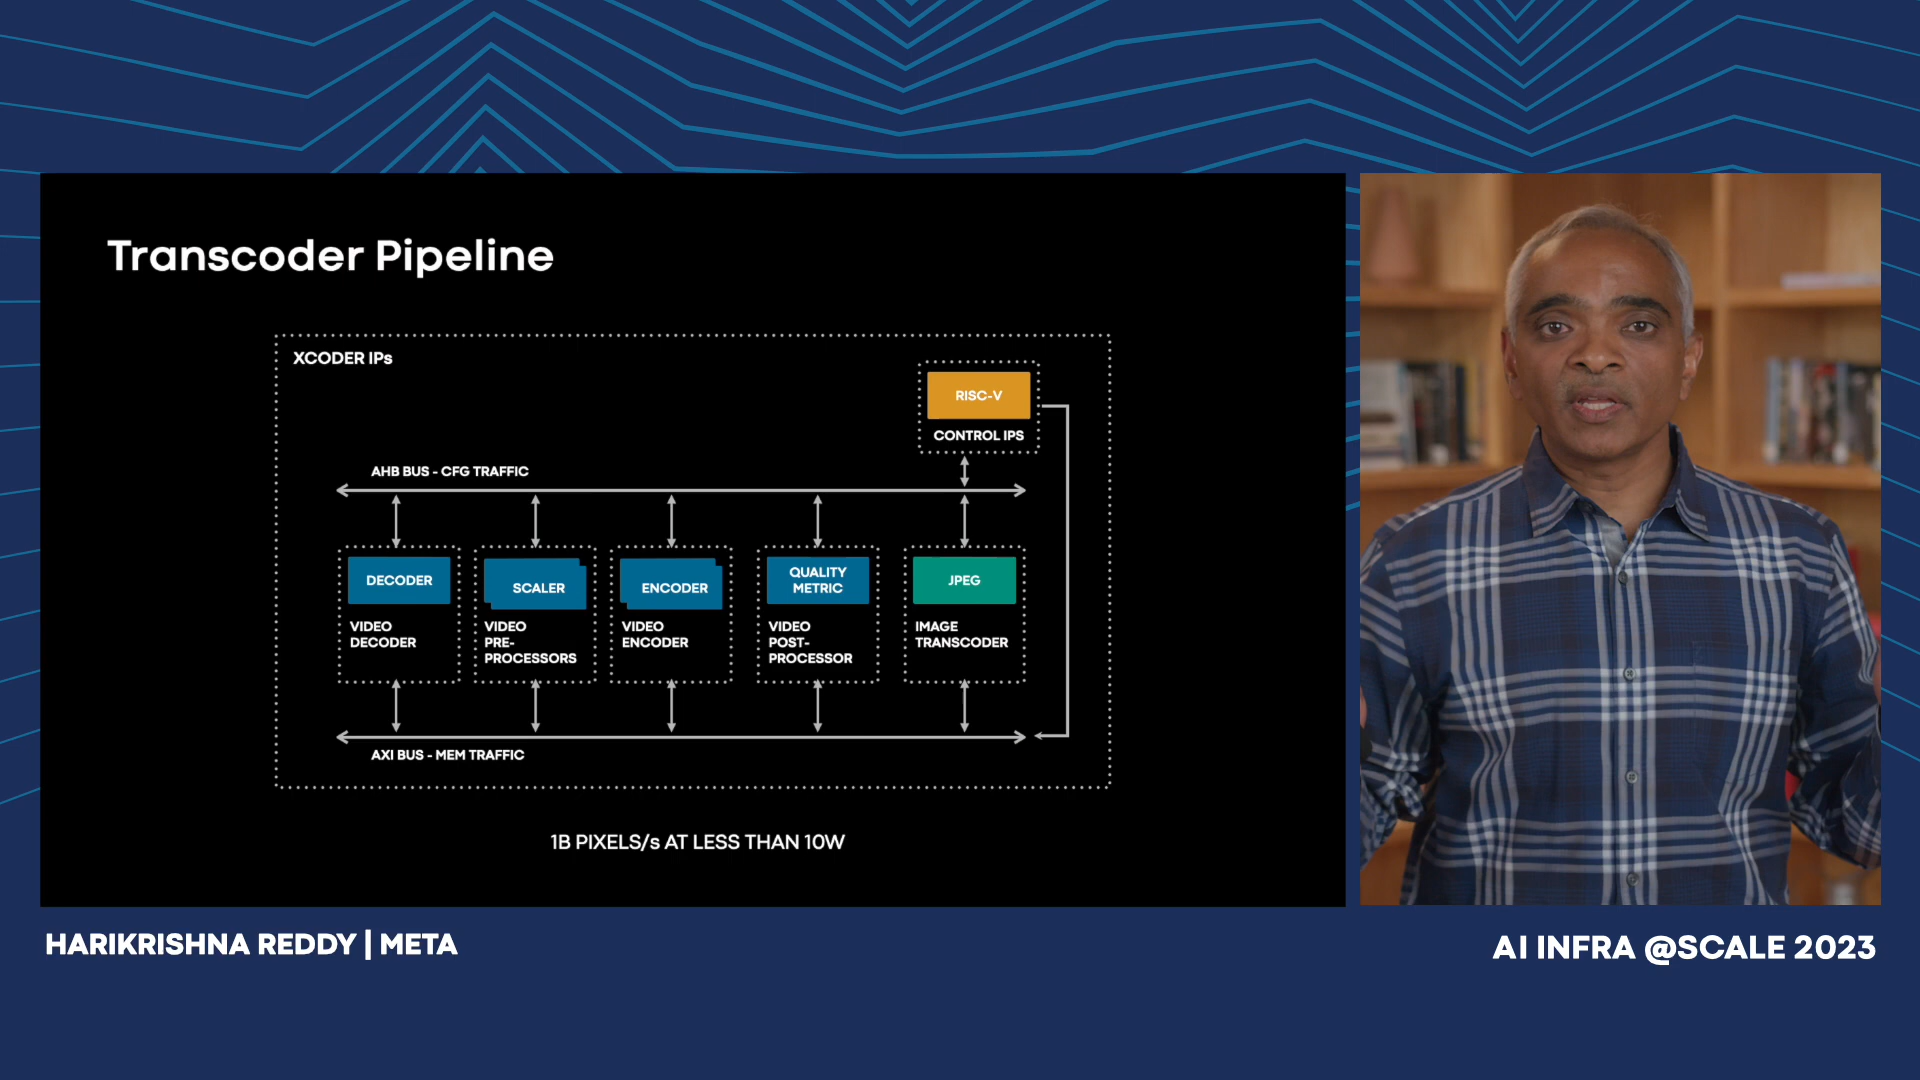 Transcoder Pipeline
XCODER IPs
RISC-V
CONTROL IPS
AHB BUS - CFG TRAFFIC
DECODER
VIDEO
DECODER
SCALER
VIDEO
PRE-
PROCESSORS
ENCODER
VIDEO
ENCODER
QUALITY
METRIC
VIDEO
POST-
PROCESSOR
JPEG
IMAGE
TRANSCODER
AXI BUS - MEM TRAFFIC
1B PIXELS/s AT LESS THAN 10W
HARIKRISHNA REDDY | META
AI INFRA @SCALE 2023